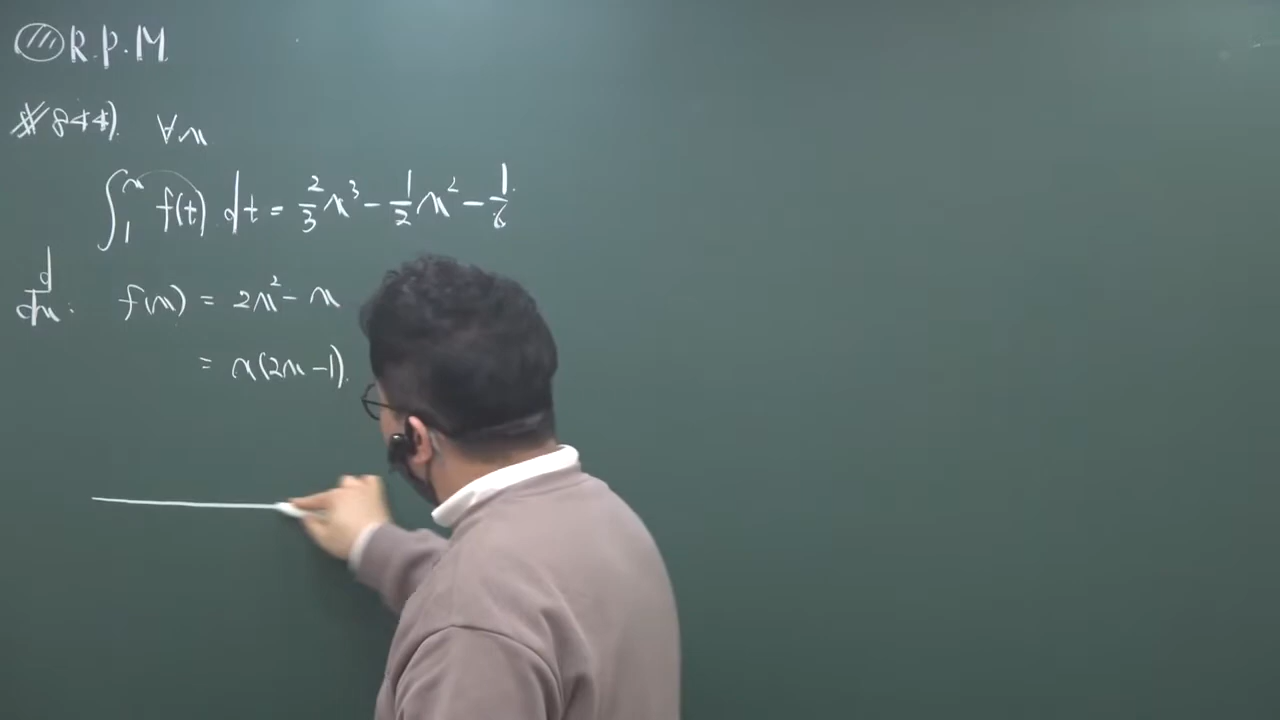 R.P.M
#844) ∀x
∫₁ˣ f(t) dt = 2/3 x³ - 1/2 x² - 1/6
d/dx : f(x) = 2x² - x
= x(2x-1).